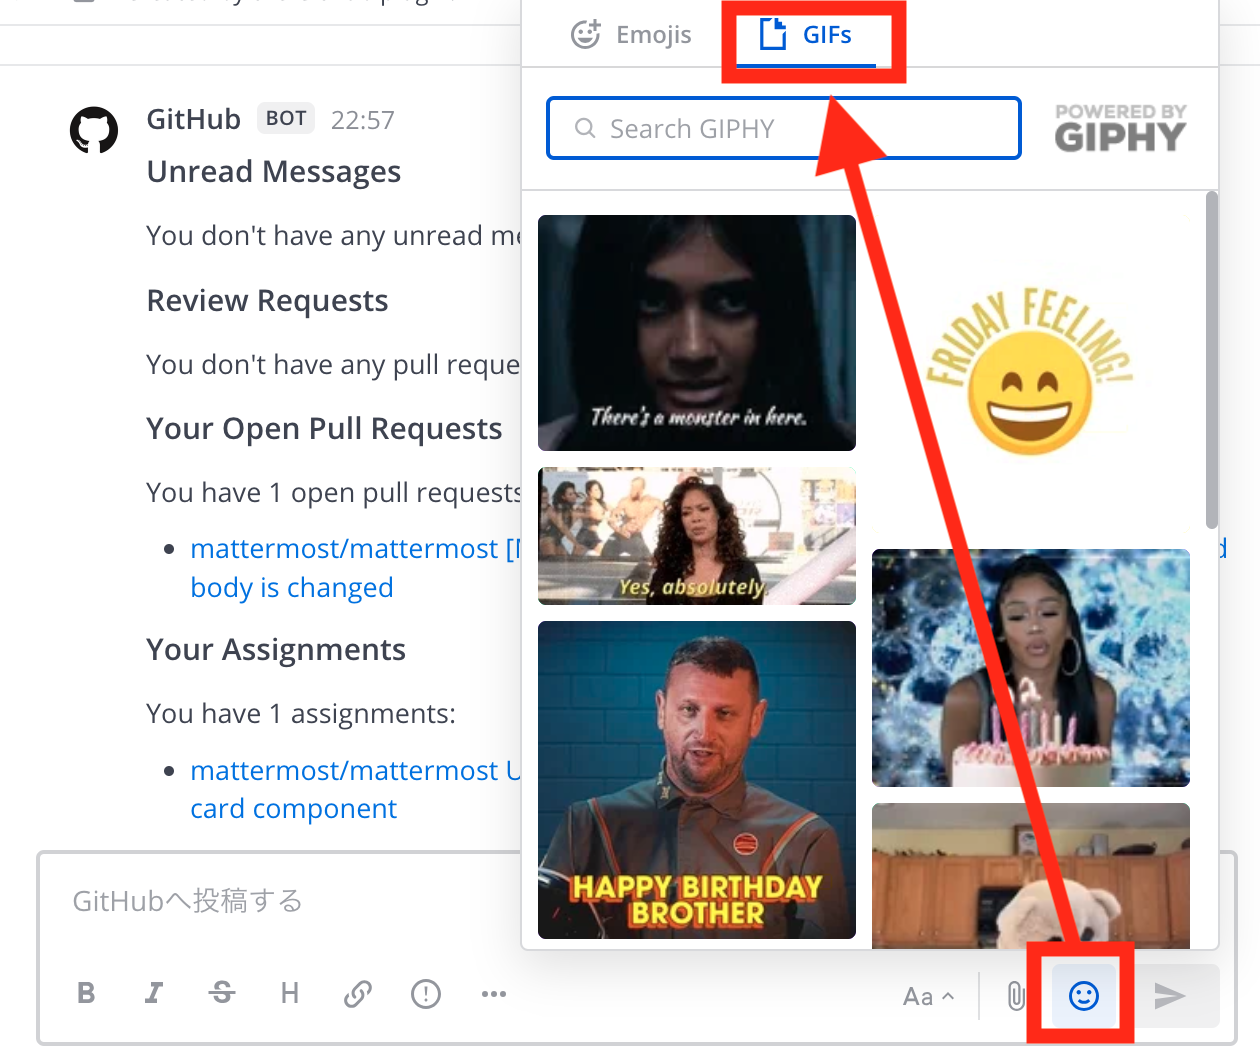 Emojis
GIFs
Search GIPHY
POWERED BY
GIPHY
GitHub BOT 22:57
Unread Messages
You don't have any unread
Review Requests
You don't have any pull
Your Open Pull Requests
You have 1 open pull requests
mattermost/mattermost
body is changed
Your Assignments
You have 1 assignments:
mattermost/mattermost
card component
There's a monster in here.
FRIDAY FEELING!
Yes, absolutely.
HAPPY BIRTHDAY
BROTHER
GitHubへ投稿する
B I S H
Aa